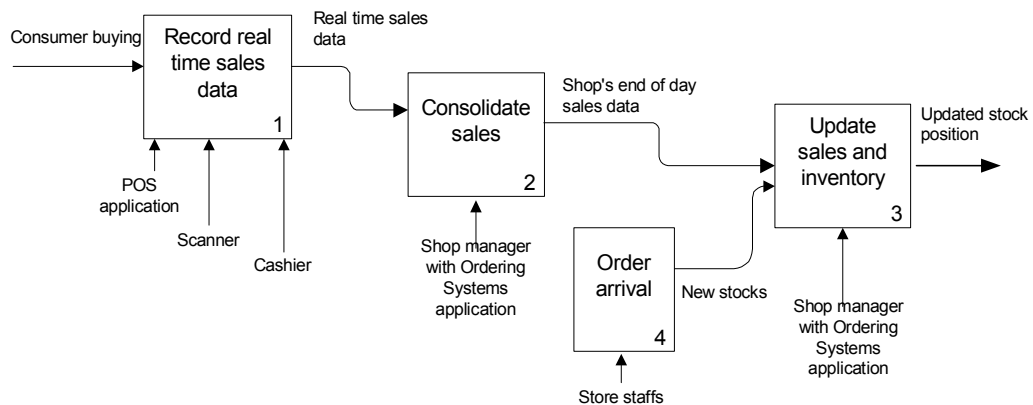 Consumer buying
Record real
time sales
data
1
POS
application
Scanner
Cashier
Real time sales
data
Consolidate
sales
2
Shop manager
with Ordering
Systems
application
Shop's end of day
sales data
Order
arrival
4
Store staffs
New stocks
Update
sales and
inventory
3
Shop manager
with Ordering
Systems
application
Updated stock
position